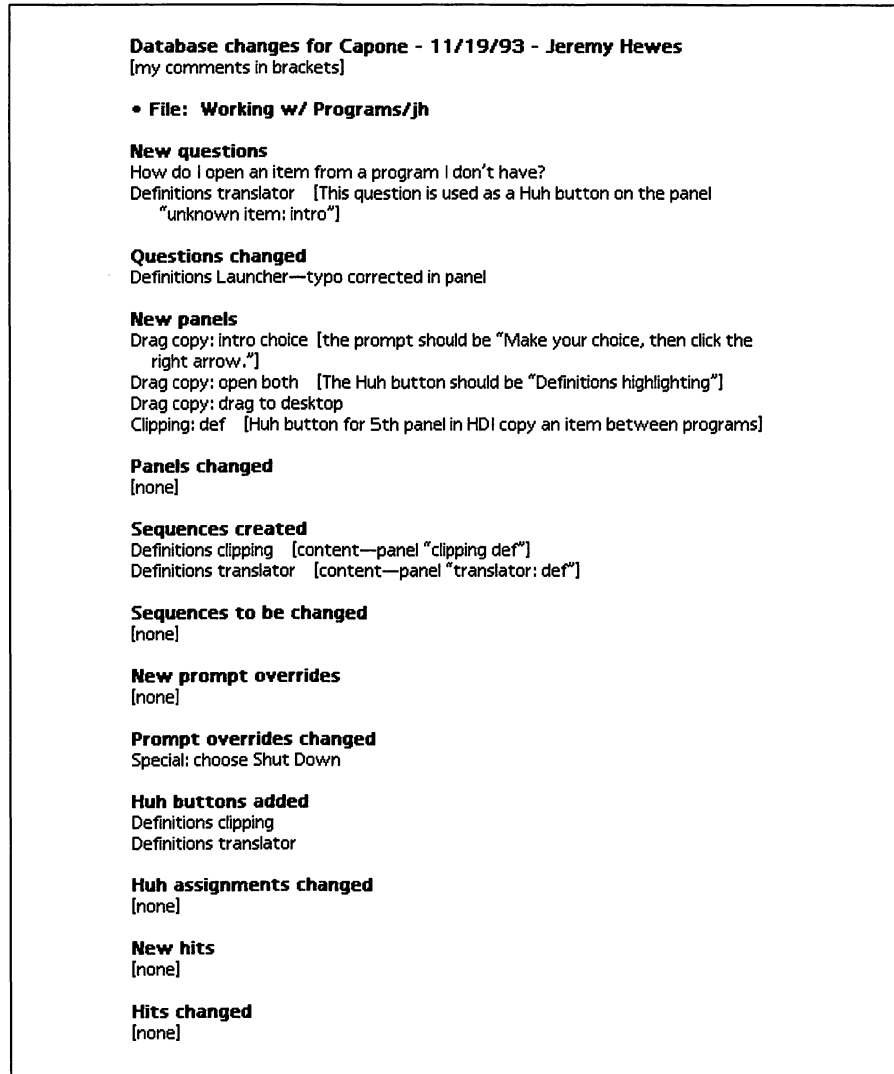 Database changes for Capone - 11/19/93 - Jeremy Hewes
[my comments in brackets]
• File: Working w/ Programs/jh
New questions
How do I open an item from a program I don't have?
Definitions translator [This question is used as a Huh button on the panel
"unknown item: intro"]
Questions changed
Definitions Launcher—typo corrected in panel
New panels
Drag copy: intro choice [the prompt should be "Make your choice, then click the
right arrow."]
Drag copy: open both [The Huh button should be "Definitions highlighting"]
Drag copy: drag to desktop
Clipping: def [Huh button for 5th panel in HDI copy an item between programs]
Panels changed
[none]
Sequences created
Definitions clipping [content—panel "clipping def"]
Definitions translator [content—panel "translator: def"]
Sequences to be changed
[none]
New prompt overrides
[none]
Prompt overrides changed
Special: choose Shut Down
Huh buttons added
Definitions clipping
Definitions translator
Huh assignments changed
[none]
New hits
[none]
Hits changed
[none]